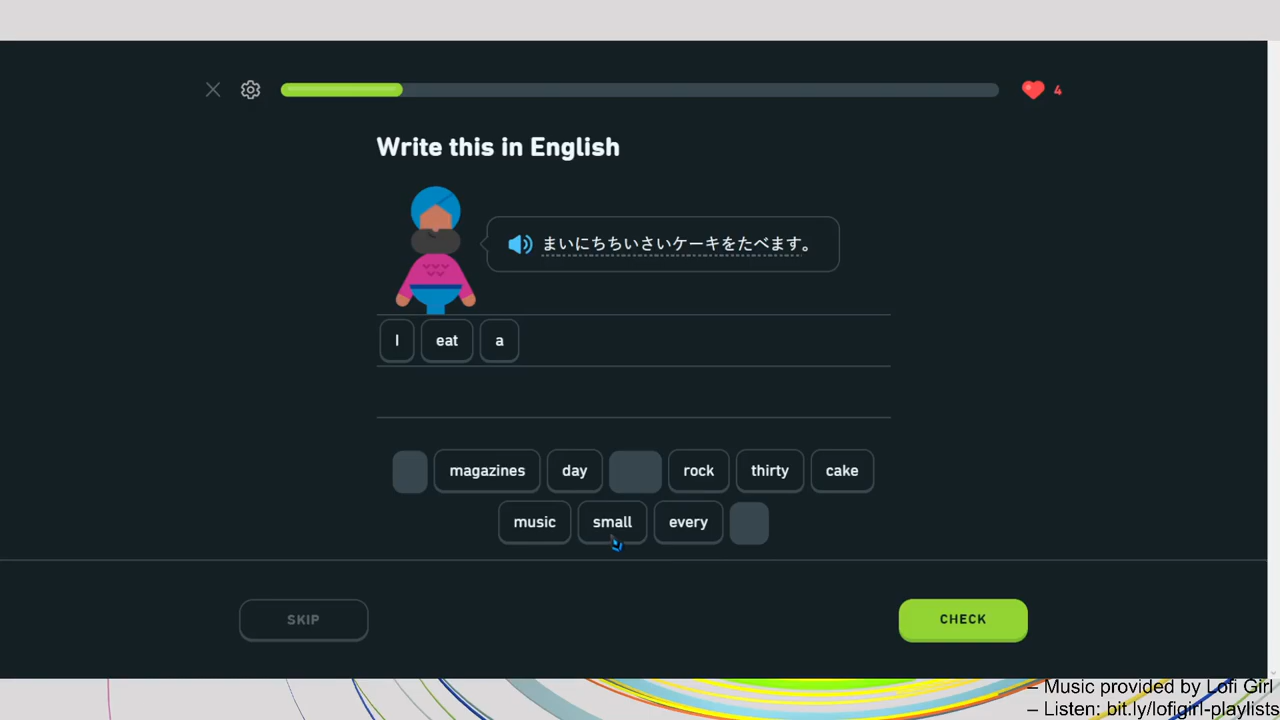 4
Write this in English
まいにちちいさいケーキをたべます。
I eat a
magazines day rock thirty cake
music small every
SKIP CHECK
– Music provided by Lofi Girl
– Listen: bit.ly/lofigirl-playlists